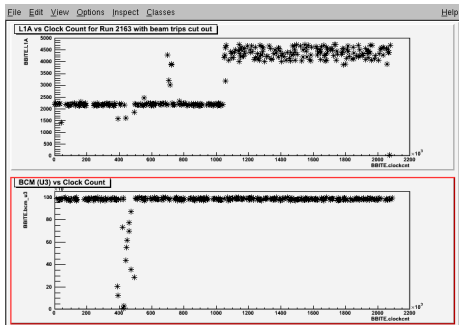 File Edit View Options Inspect Classes Help
L1A vs Clock Count for Run 2163 with beam trips cut out
BBITE.L1A
5000
4500
4000
3500
3000
2500
2000
1500
1000
500
0
0 200 400 600 800 1000 1200 1400 1600 1800 2000 2200
×10³
BBITE.clockcnt
BCM (U3) vs Clock Count
BBITE.bcm_u3
100
80
60
40
20
0
0 200 400 600 800 1000 1200 1400 1600 1800 2000 2200
BBITE.clockcnt